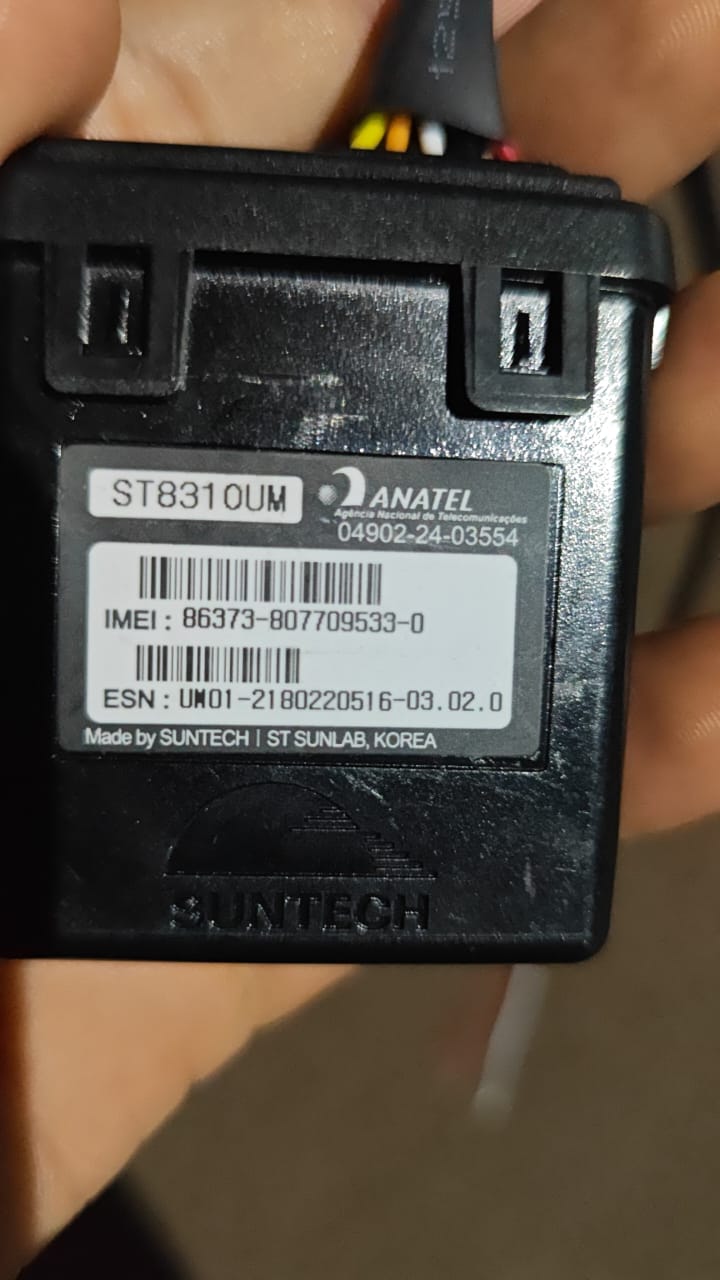 ST8310UM
ANATEL
Agência Nacional de Telecomunicações
04902-24-03554
IMEI : 86373-807709533-0
ESN : UM01-2180220516-03.02.0
Made by SUNTECH | ST SUNLAB, KOREA
SUNTECH